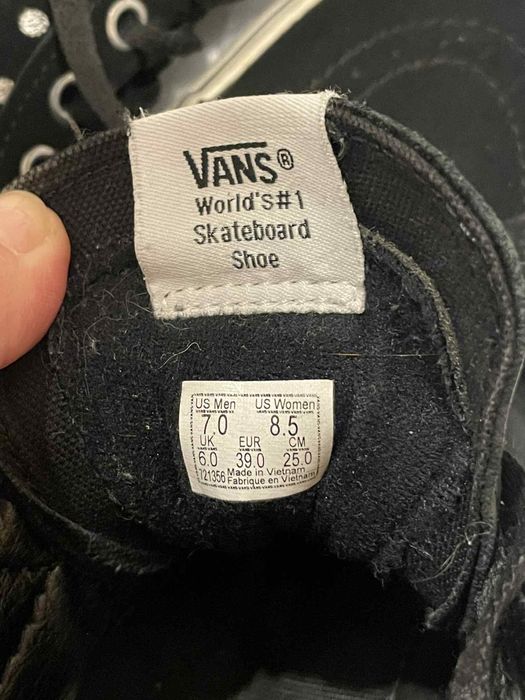 VANS®
World's#1
Skateboard
Shoe
US Men US Women
7.0 8.5
UK EUR CM
6.0 39.0 25.0
Made in Vietnam
721356 Fabrique en Vietnam